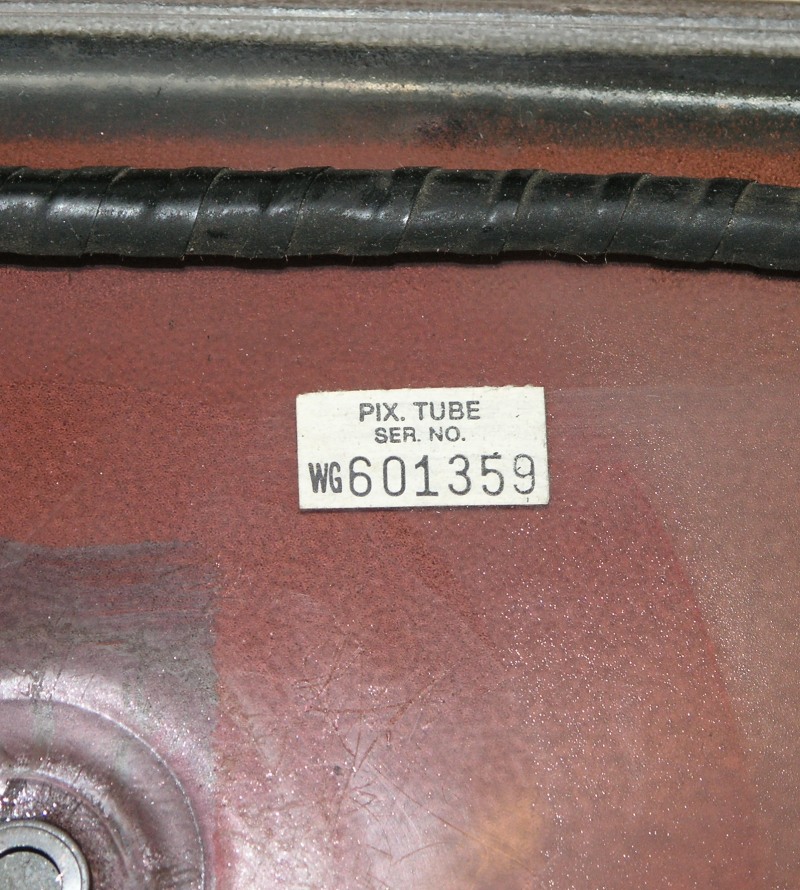 PIX. TUBE
SER. NO.
WG601359